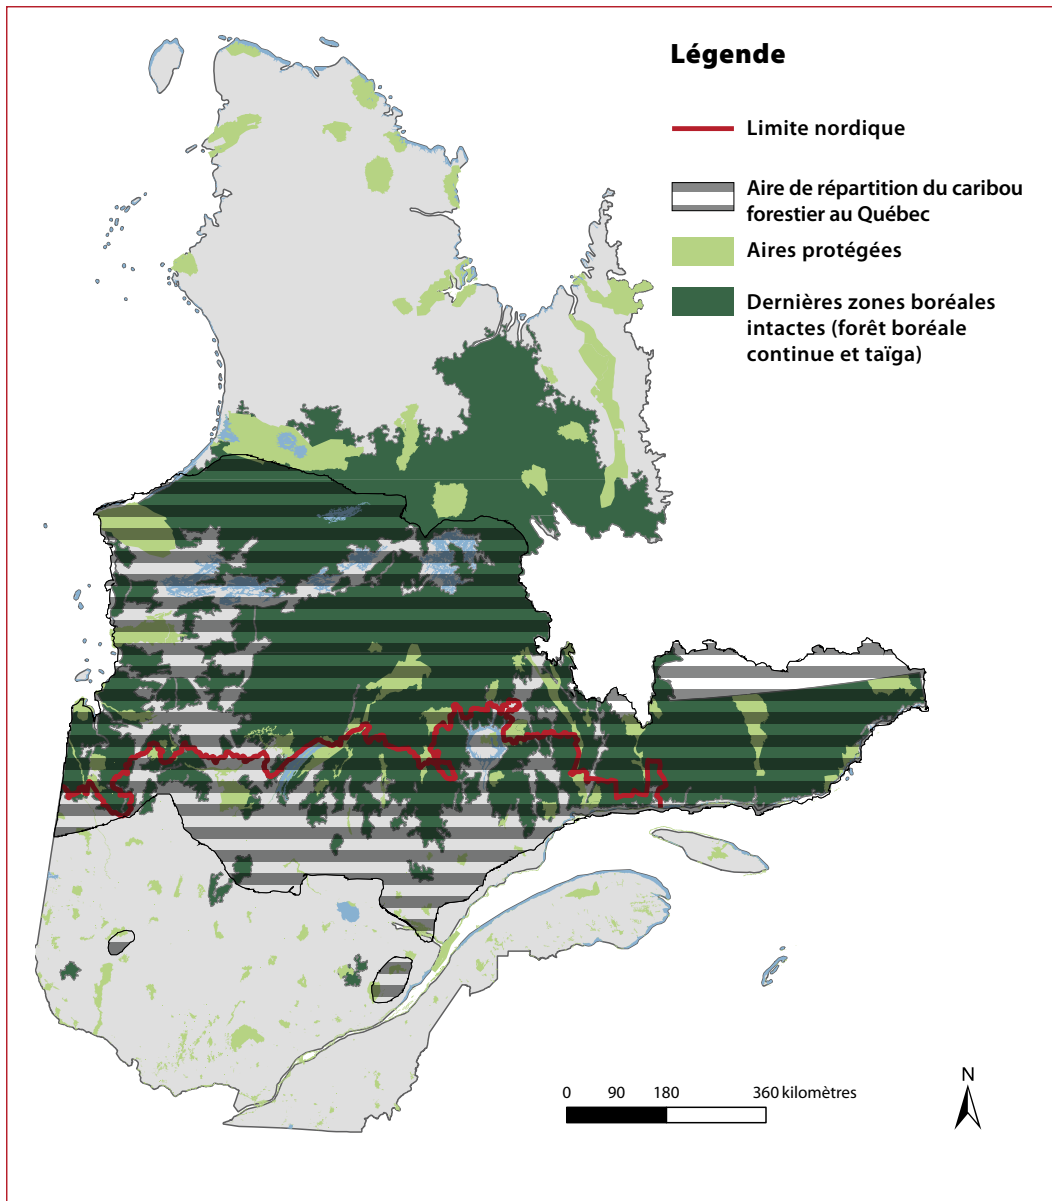 Légende
Limite nordique
Aire de répartition du caribou
forestier au Québec
Aires protégées
Dernières zones boréales
intactes (forêt boréale
continue et taïga)
0 90 180 360 kilomètres
N